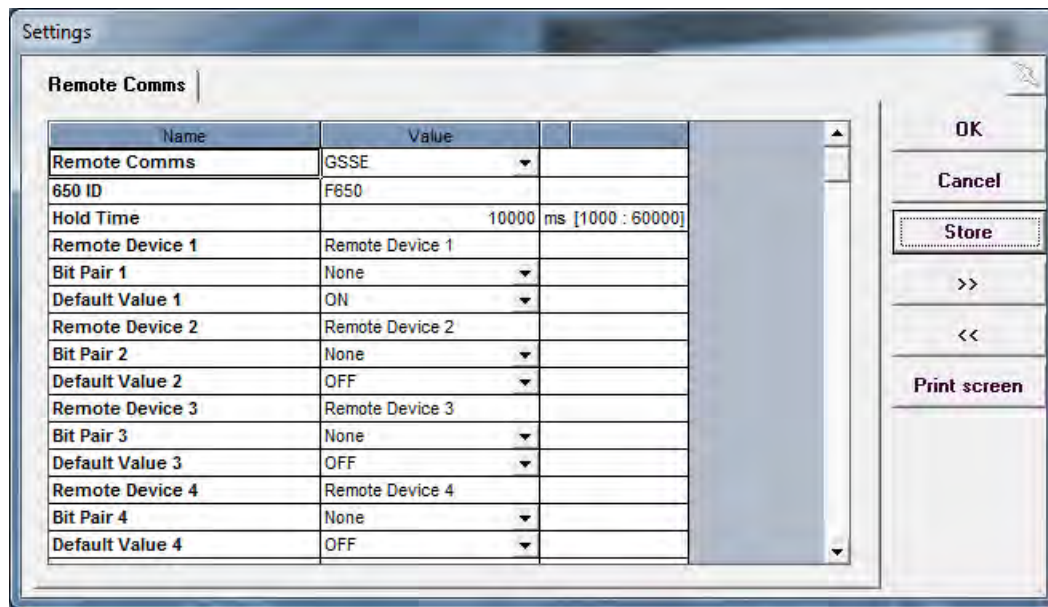 Settings
Remote Comms
Name Value
Remote Comms GSSE
650 ID F650
Hold Time 10000 ms [1000 : 60000]
Remote Device 1 Remote Device 1
Bit Pair 1 None
Default Value 1 ON
Remote Device 2 Remote Device 2
Bit Pair 2 None
Default Value 2 OFF
Remote Device 3 Remote Device 3
Bit Pair 3 None
Default Value 3 OFF
Remote Device 4 Remote Device 4
Bit Pair 4 None
Default Value 4 OFF
OK
Cancel
Store
>>
<<
Print screen